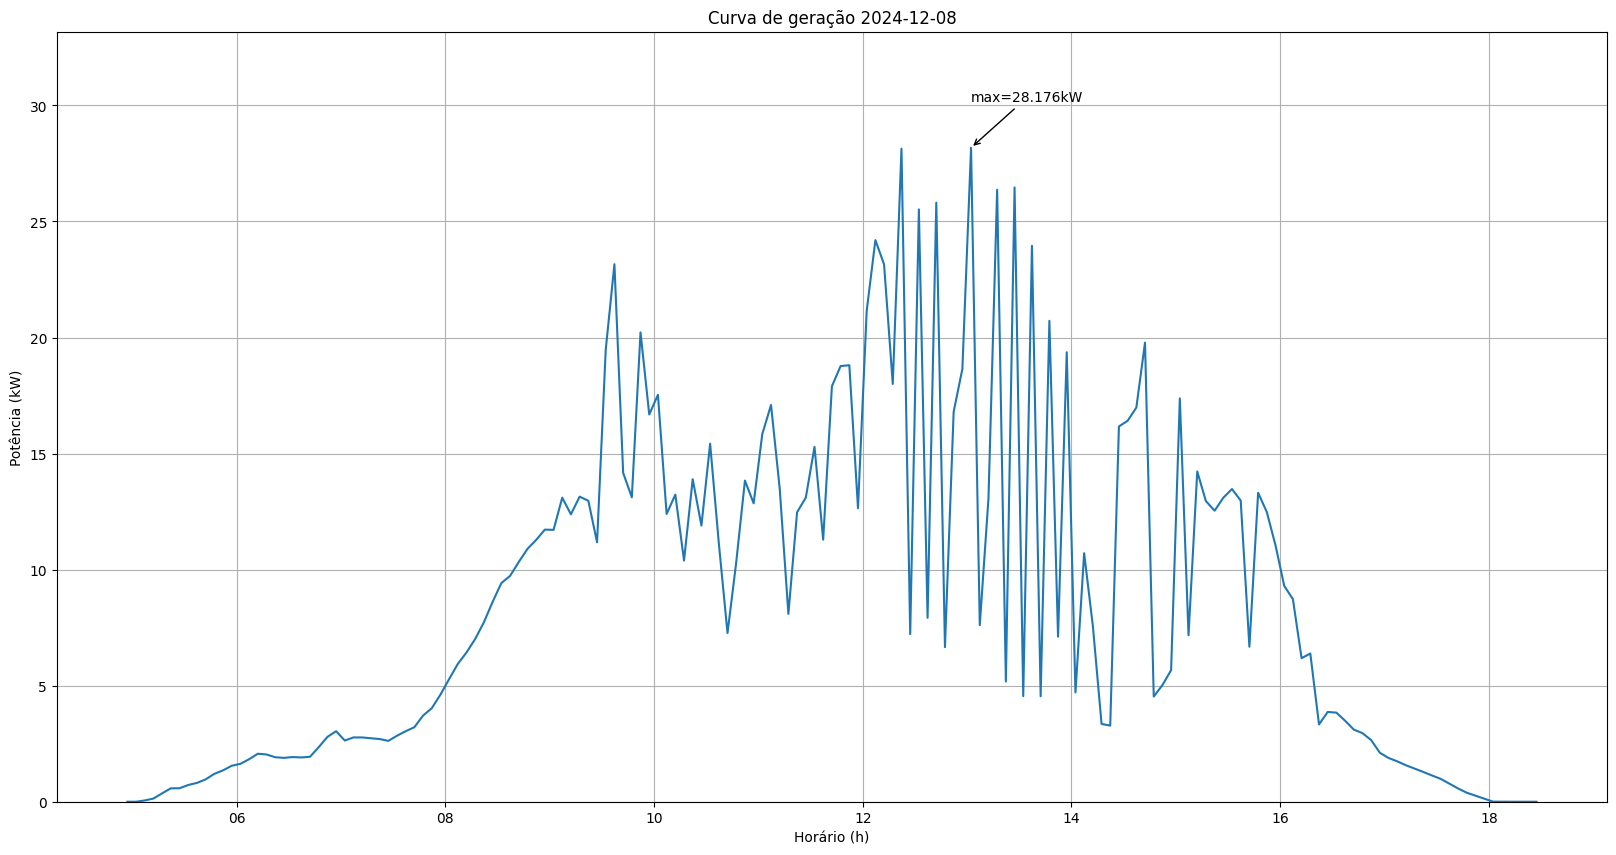 Curva de geração 2024-12-08
max=28.176kW
30
25
20
15
10
5
0
Potência (kW)
06 08 10 12 14 16 18
Horário (h)